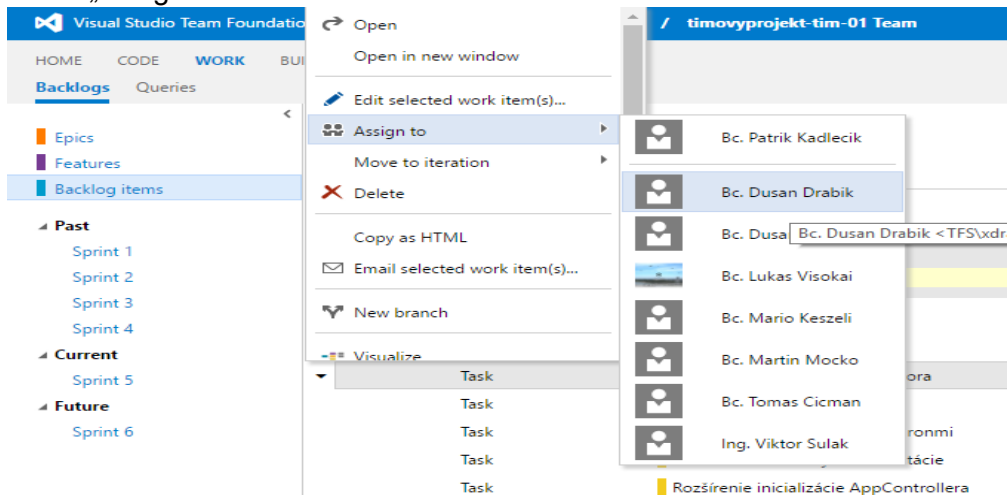 Visual Studio Team Foundatio
/ timovyprojekt-tim-01 Team
HOME CODE WORK BUI
Backlogs Queries
Epics
Features
Backlog items
Past
Sprint 1
Sprint 2
Sprint 3
Sprint 4
Current
Sprint 5
Future
Sprint 6
Open
Open in new window
Edit selected work item(s)...
Assign to
Move to iteration
Delete
Copy as HTML
Email selected work item(s)...
New branch
Visualize
Bc. Patrik Kadlecik
Bc. Dusan Drabik
Bc. Dusa
Bc. Dusan Drabik <TFS\xdra
Bc. Lukas Visokai
Bc. Mario Keszeli
Bc. Martin Mocko
Bc. Tomas Cicman
Ing. Viktor Sulak
Task ora
Task
Task ronmi
Task tácie
Task Rozšírenie inicializácie AppControllera